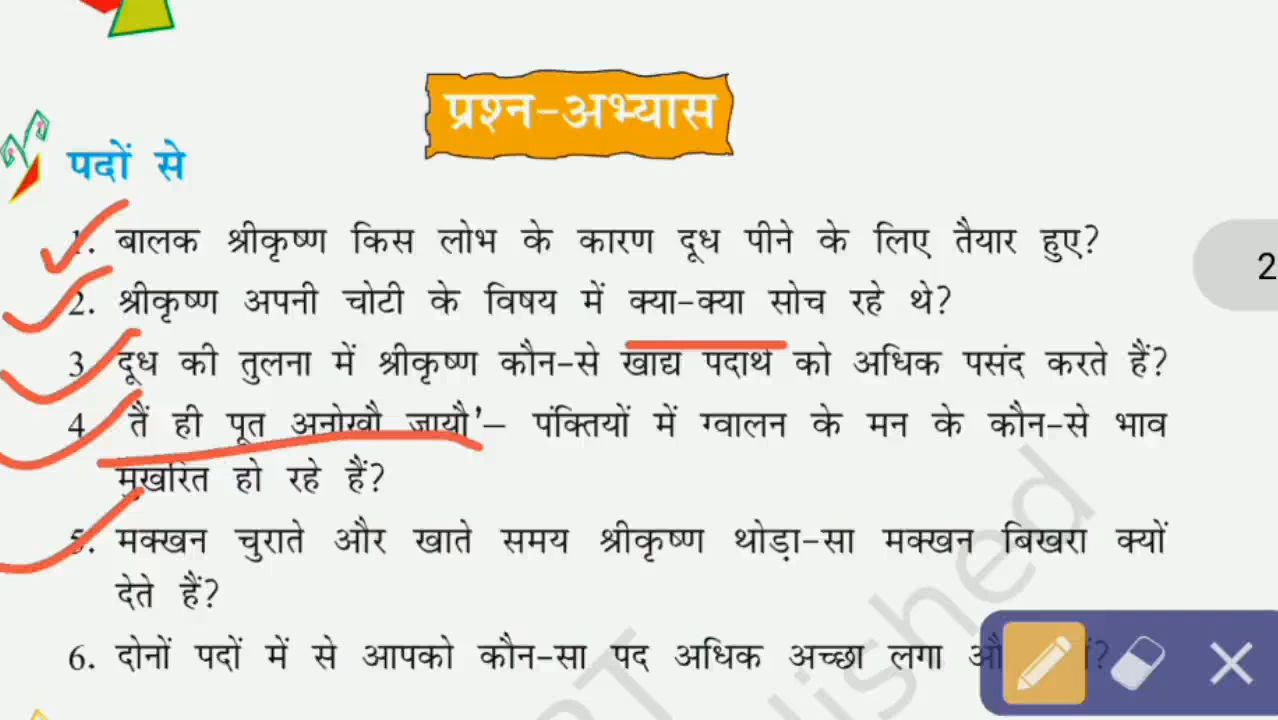 प्रश्न-अभ्यास
पदों से
1. बालक श्रीकृष्ण किस लोभ के कारण दूध पीने के लिए तैयार हुए?
2
2. श्रीकृष्ण अपनी चोटी के विषय में क्या-क्या सोच रहे थे?
3. दूध की तुलना में श्रीकृष्ण कौन-से खाद्य पदार्थ को अधिक पसंद करते हैं?
4 तैं ही पूत अनोखौ जायौ'– पंक्तियों में ग्वालन के मन के कौन-से भाव
मुखरित हो रहे हैं?
5. मक्खन चुराते और खाते समय श्रीकृष्ण थोड़ा-सा मक्खन बिखरा क्यों
देते हैं?
6. दोनों पदों में से आपको कौन-सा पद अधिक अच्छा लगा